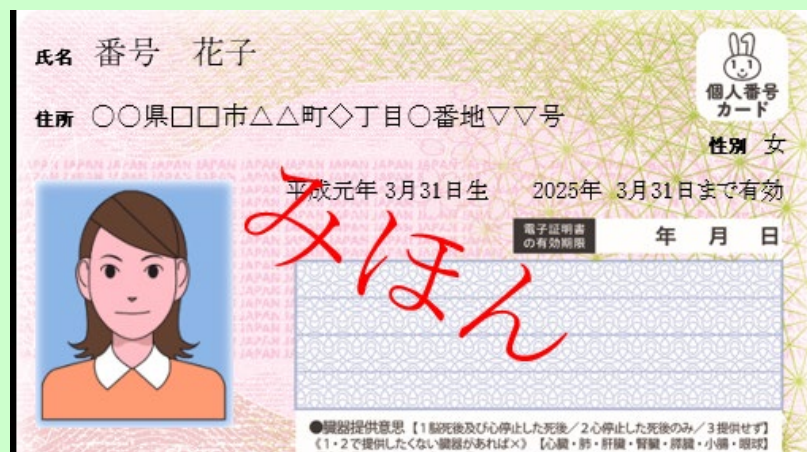 氏名 番号 花子
個人番号
カード
住所 ○○県□□市△△町◇丁目○番地▽▽号
性別 女
平成元年 3月31日生 2025年 3月31日まで有効
みほん
電子証明書
の有効期限
年 月 日
●臓器提供意思【1脳死後及び心停止した死後／2心停止した死後のみ／3提供せず】
《1・2で提供したくない臓器があれば×》【心臓・肺・肝臓・腎臓・膵臓・小腸・眼球】